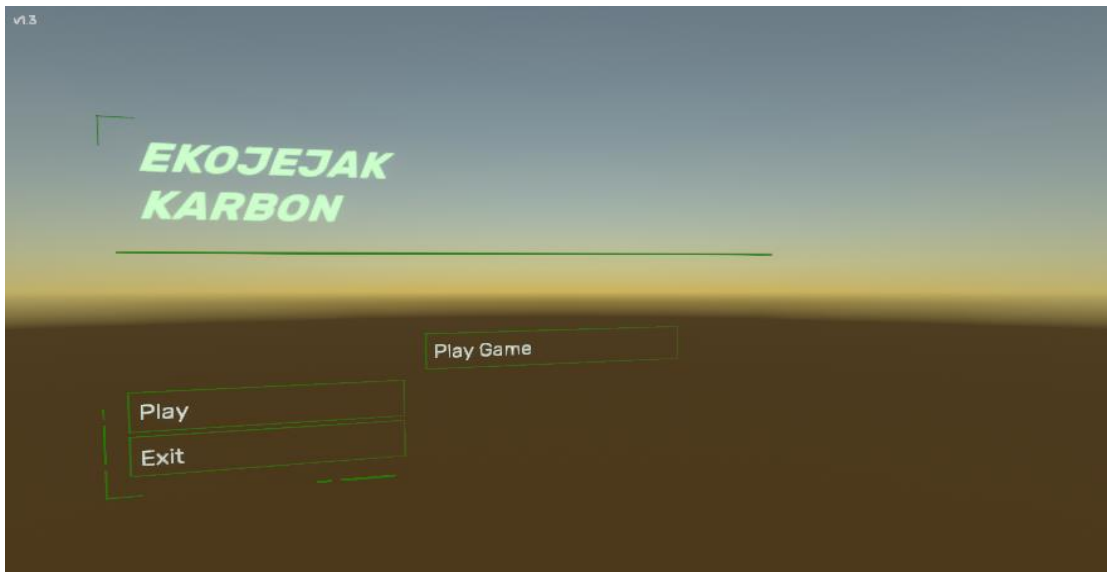 v1.3
EKOJEJAK
KARBON
Play Game
Play
Exit